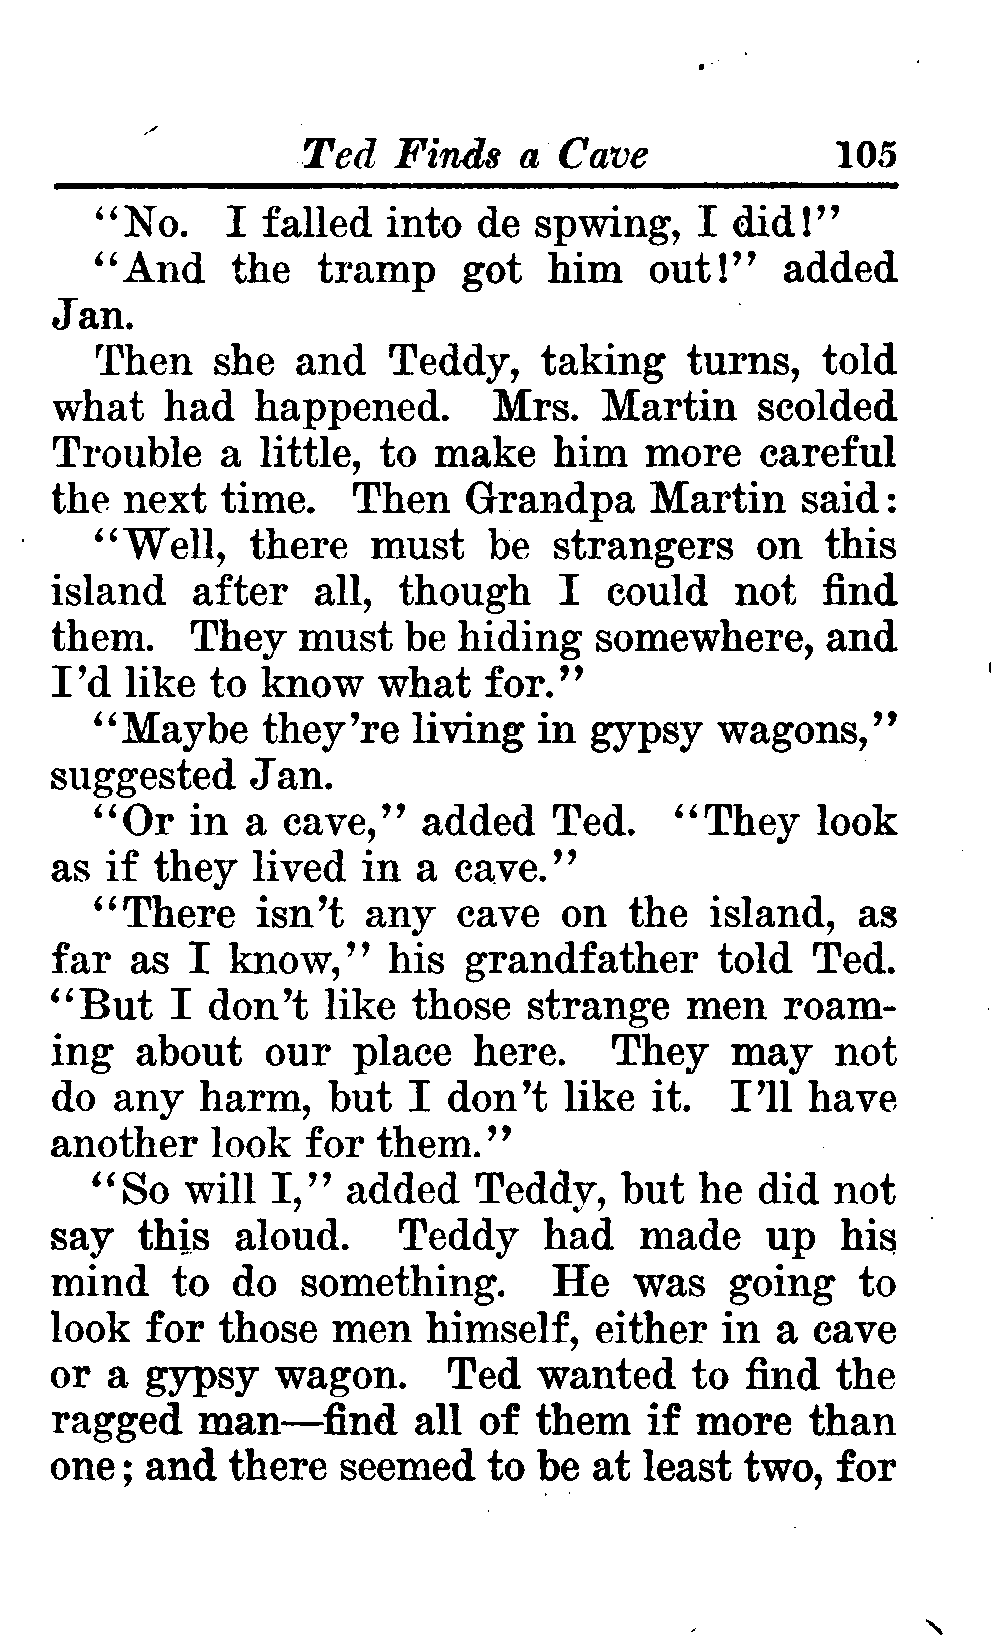 Ted Finds a Cave 105
"No. I falled into de spwing, I did!"
"And the tramp got him out!" added
Jan.
Then she and Teddy, taking turns, told
what had happened. Mrs. Martin scolded
Trouble a little, to make him more careful
the next time. Then Grandpa Martin said:
"Well, there must be strangers on this
island after all, though I could not find
them. They must be hiding somewhere, and
I'd like to know what for."
"Maybe they're living in gypsy wagons,"
suggested Jan.
"Or in a cave," added Ted. "They look
as if they lived in a cave."
"There isn't any cave on the island, as
far as I know," his grandfather told Ted.
"But I don't like those strange men roam-
ing about our place here. They may not
do any harm, but I don't like it. I'll have
another look for them."
"So will I," added Teddy, but he did not
say this aloud. Teddy had made up his
mind to do something. He was going to
look for those men himself, either in a cave
or a gypsy wagon. Ted wanted to find the
ragged man—find all of them if more than
one; and there seemed to be at least two, for